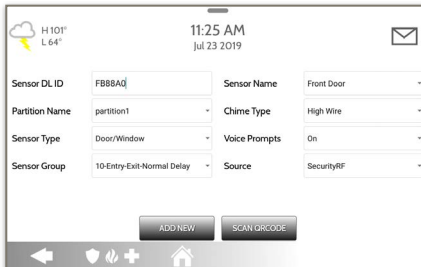 H 101°
L 64°
11:25 AM
Jul 23 2019
Sensor DL ID FB88A0 Sensor Name Front Door
Partition Name partition1 Chime Type High Wire
Sensor Type Door/Window Voice Prompts On
Sensor Group 10-Entry-Exit-Normal Delay Source SecurityRF
ADD NEW SCAN QRCODE